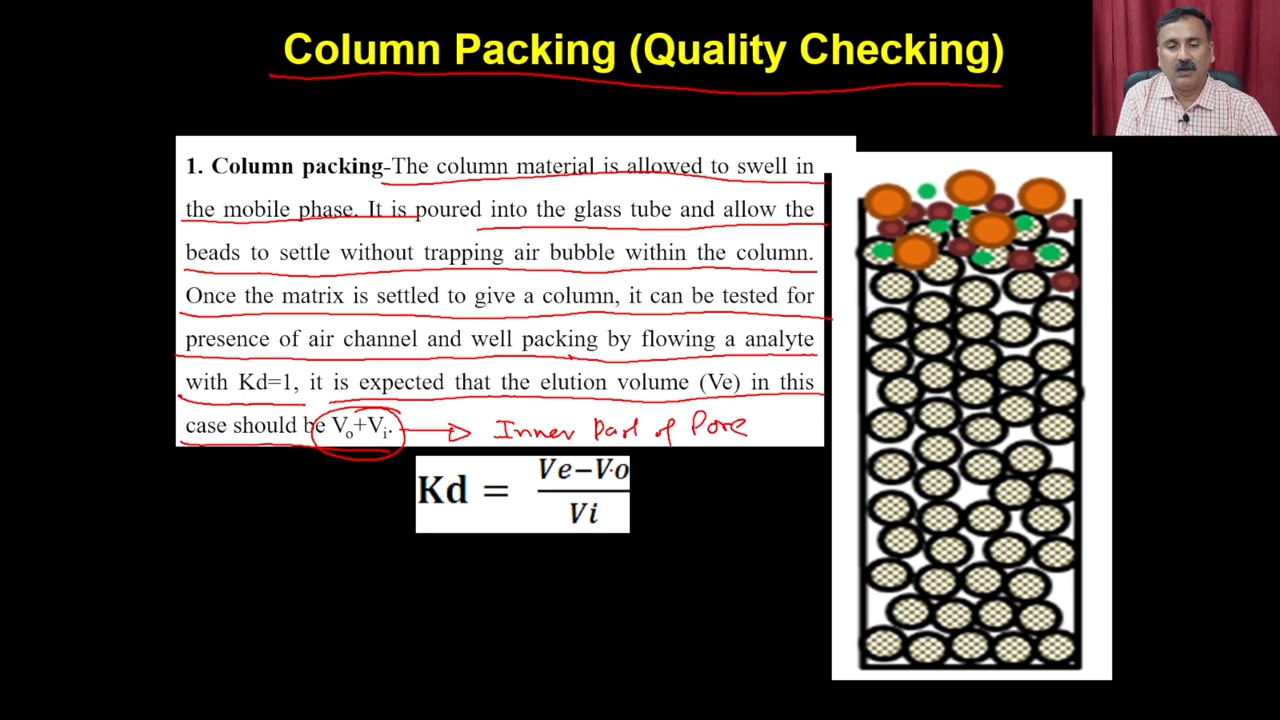 Column Packing (Quality Checking)
1. Column packing-The column material is allowed to swell in
the mobile phase. It is poured into the glass tube and allow the
beads to settle without trapping air bubble within the column.
Once the matrix is settled to give a column, it can be tested for
presence of air channel and well packing by flowing a analyte
with Kd=1, it is expected that the elution volume (Ve) in this
case should be Vₒ+Vᵢ. → Inner Part of Pore
Kd = Ve−Vo / Vi